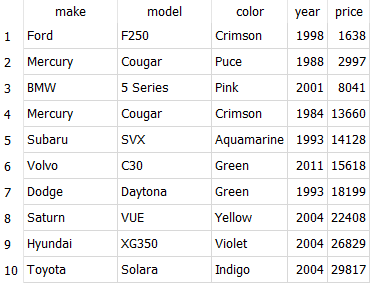 make model color year price
1 Ford F250 Crimson 1998 1638
2 Mercury Cougar Puce 1988 2997
3 BMW 5 Series Pink 2001 8041
4 Mercury Cougar Crimson 1984 13660
5 Subaru SVX Aquamarine 1993 14128
6 Volvo C30 Green 2011 15618
7 Dodge Daytona Green 1993 18199
8 Saturn VUE Yellow 2004 22408
9 Hyundai XG350 Violet 2004 26829
10 Toyota Solara Indigo 2004 29817